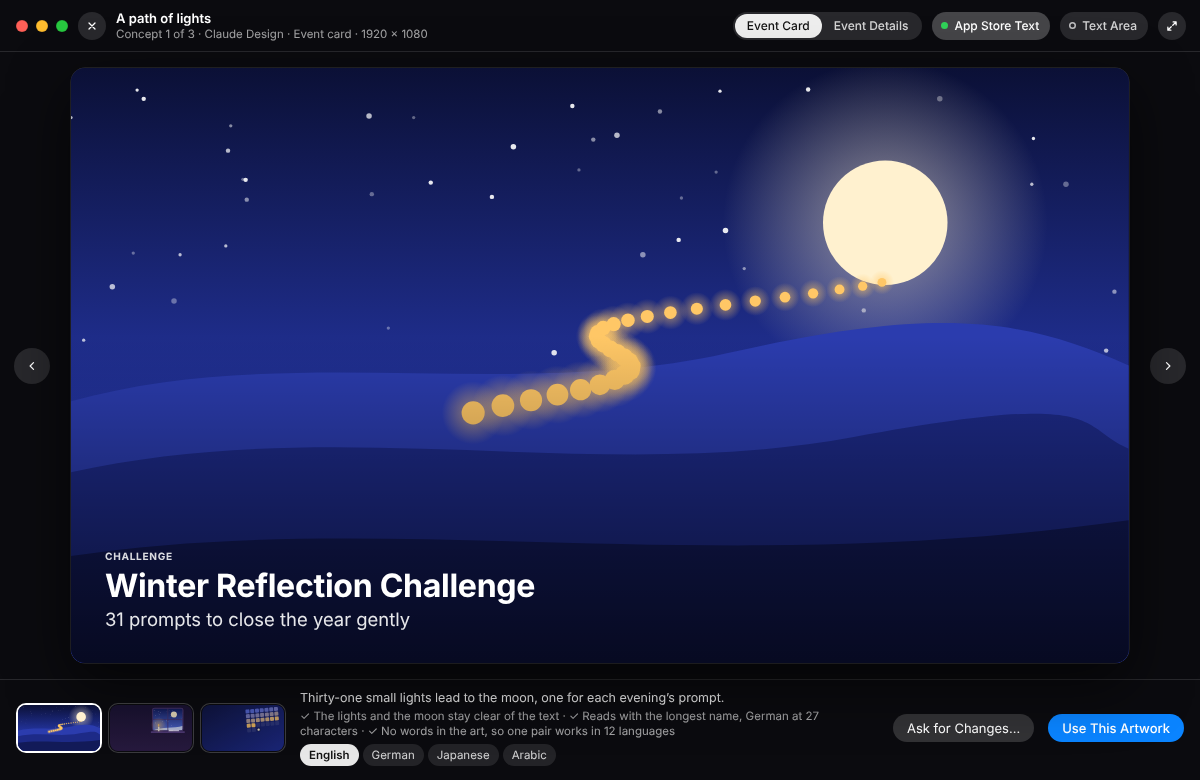 A path of lights
Concept 1 of 3 · Claude Design · Event card · 1920 × 1080
Event Card
Event Details
App Store Text
Text Area
CHALLENGE
Winter Reflection Challenge
31 prompts to close the year gently
Thirty-one small lights lead to the moon, one for each evening’s prompt.
✓ The lights and the moon stay clear of the text · ✓ Reads with the longest name, German at 27
characters · ✓ No words in the art, so one pair works in 12 languages
English
German
Japanese
Arabic
Ask for Changes…
Use This Artwork